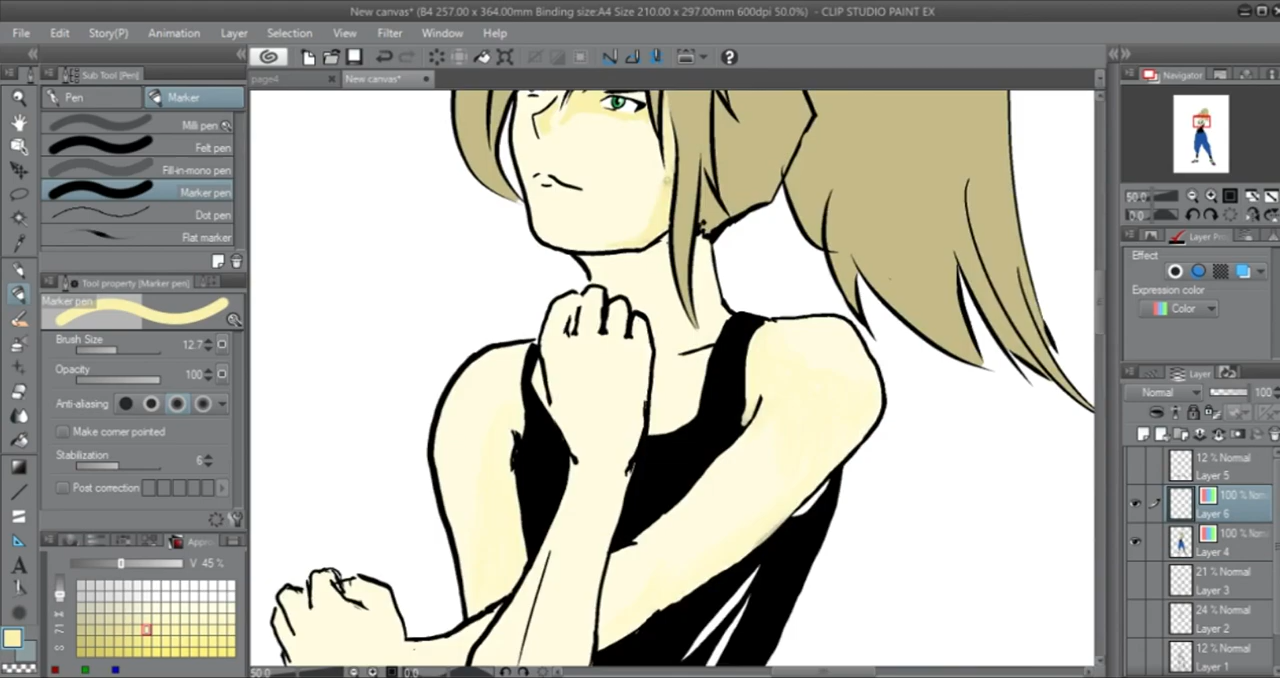 New canvas* (B4 257.00 x 364.00mm Binding size:A4 Size 210.00 x 297.00mm 600dpi 50.0%) - CLIP STUDIO PAINT EX
File Edit Story(P) Animation Layer Selection View Filter Window Help
page4 New canvas*
Sub Tool [Pen]
Pen Marker
Milli pen
Felt pen
Fill-in-mono pen
Marker pen
Dot pen
Flat marker
Tool property [Marker pen]
Marker pen
Brush Size 12.7
Opacity 100
Anti-aliasing
Make corner pointed
Stabilization 6
Post correction
V 45 %
50.0 0.0
Navigator
50.0
0.0
Effect
Expression color
Color
Layer
Normal 100
12 % Normal
Layer 5
100 %
Layer 6
100 %
Layer 4
21 % Normal
Layer 3
24 % Normal
Layer 2
12 % Normal
Layer 1